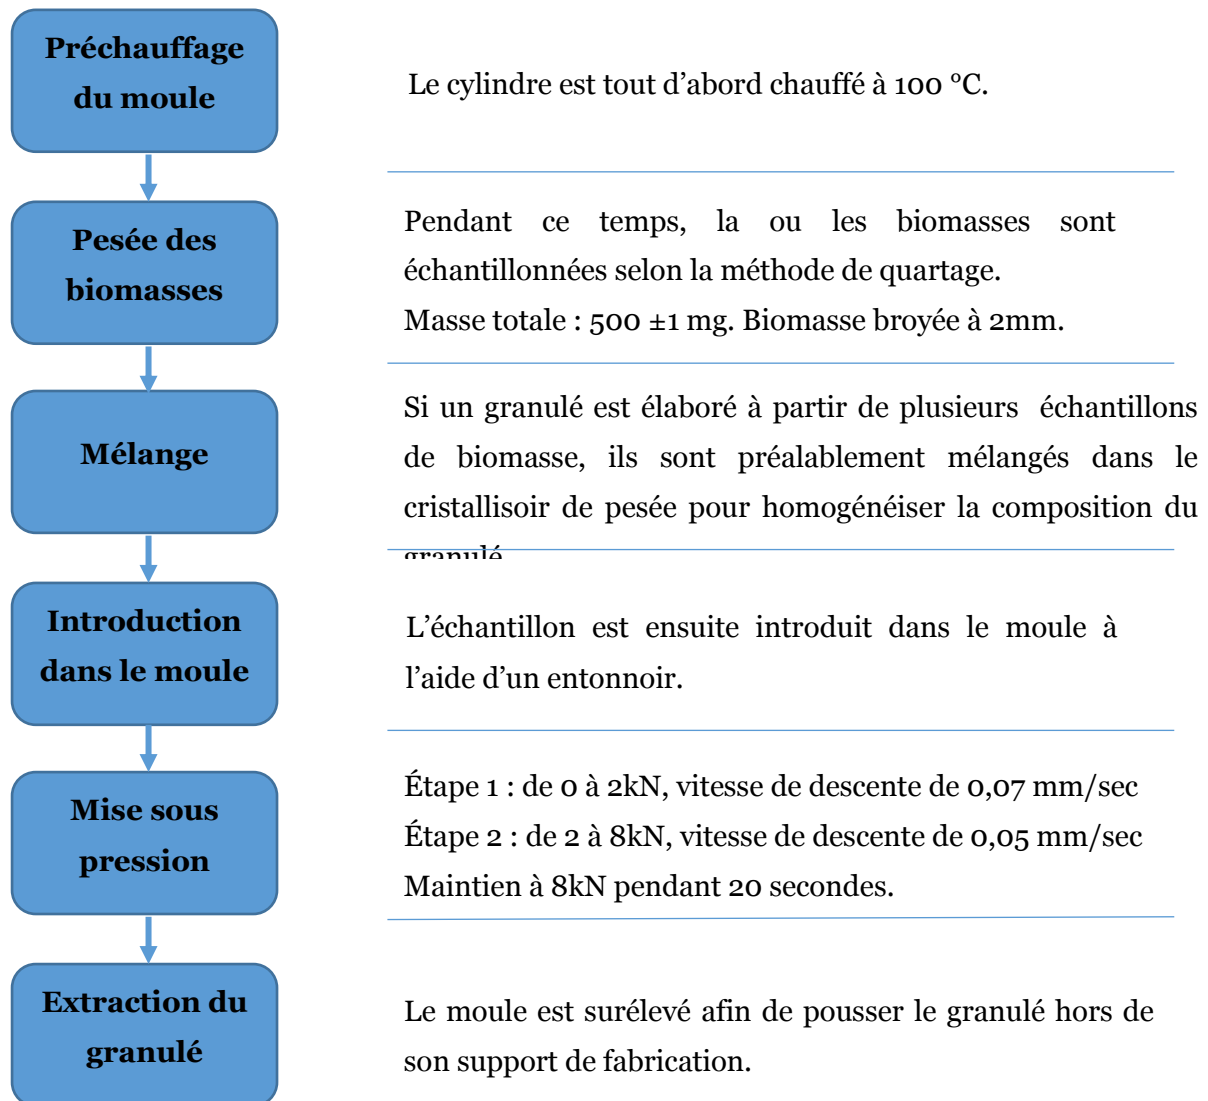 Préchauffage
du moule
Le cylindre est tout d’abord chauffé à 100 °C.
Pesée des
biomasses
Pendant ce temps, la ou les biomasses sont
échantillonnées selon la méthode de quartage.
Masse totale : 500 ±1 mg. Biomasse broyée à 2mm.
Mélange
Si un granulé est élaboré à partir de plusieurs échantillons
de biomasse, ils sont préalablement mélangés dans le
cristallisoir de pesée pour homogénéiser la composition du
granulé
Introduction
dans le moule
L’échantillon est ensuite introduit dans le moule à
l’aide d’un entonnoir.
Mise sous
pression
Étape 1 : de 0 à 2kN, vitesse de descente de 0,07 mm/sec
Étape 2 : de 2 à 8kN, vitesse de descente de 0,05 mm/sec
Maintien à 8kN pendant 20 secondes.
Extraction du
granulé
Le moule est surélevé afin de pousser le granulé hors de
son support de fabrication.